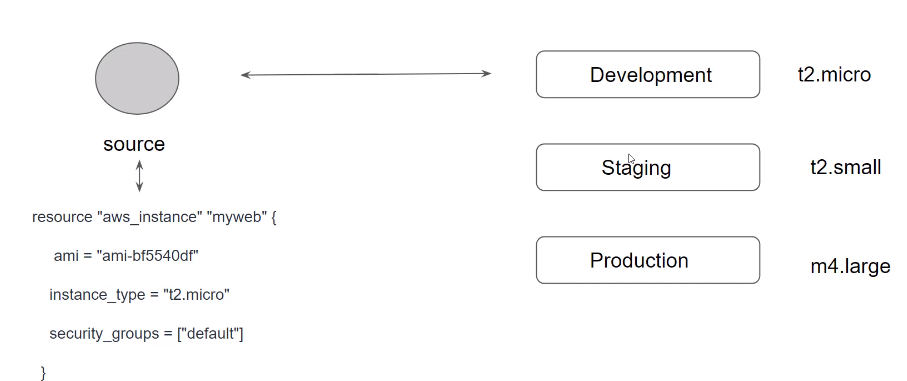 Development
t2.micro
source
Staging
t2.small
resource "aws_instance" "myweb" {
ami = "ami-bf5540df"
Production
m4.large
instance_type = "t2.micro"
security_groups = ["default"]
}